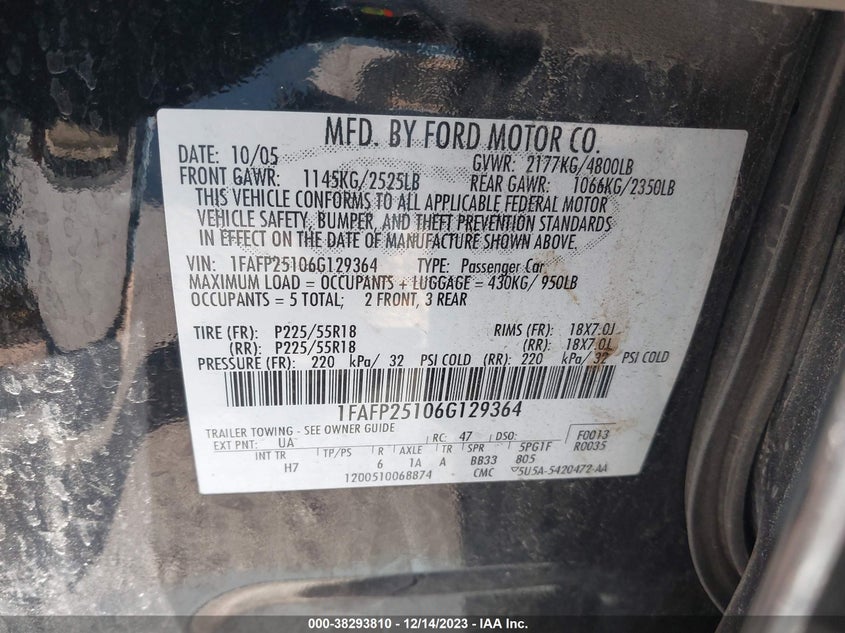 MFD. BY FORD MOTOR CO.
DATE: 10/05 GVWR: 2177KG/4800LB
FRONT GAWR: 1145KG/2525LB REAR GAWR: 1066KG/2350LB
THIS VEHICLE CONFORMS TO ALL APPLICABLE FEDERAL MOTOR
VEHICLE SAFETY, BUMPER, AND THEFT PREVENTION STANDARDS
IN EFFECT ON THE DATE OF MANUFACTURE SHOWN ABOVE.
VIN: 1FAFP25106G129364 TYPE: Passenger Car
MAXIMUM LOAD = OCCUPANTS + LUGGAGE = 430KG/ 950LB
OCCUPANTS = 5 TOTAL; 2 FRONT, 3 REAR
TIRE (FR): P225/55R18 RIMS (FR): 18X7.0J
(RR): P225/55R18 (RR): 18X7.0L
PRESSURE (FR): 220 kPa/ 32 PSI COLD (RR): 220 kPa/ 32 PSI COLD
1FAFP25106G129364
TRAILER TOWING - SEE OWNER GUIDE
EXT PNT: UA RC: 47 DSO: F0013
INT TR TP/PS R AXLE TR SPR 5PG1F R0035
H7 6 1A A BB33 805
1200510068874 CMC 5U5A-5420472-AA
000-38293810 - 12/14/2023 - IAA Inc.